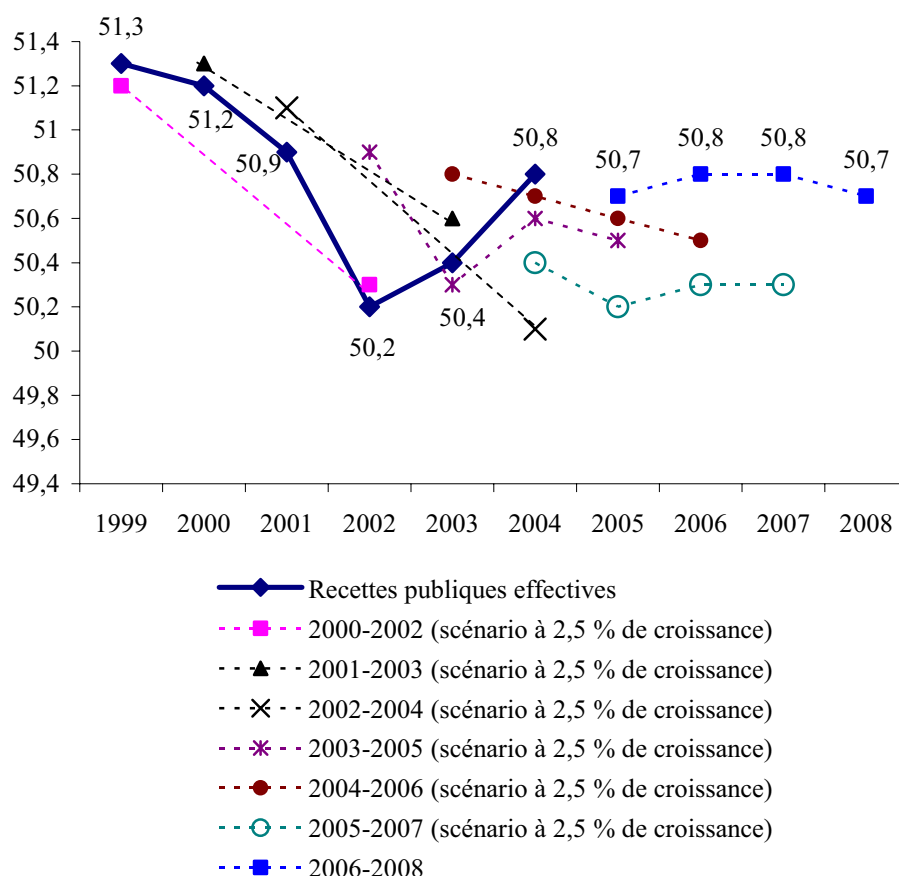 51,3
51,4
51,2
51
50,8
50,6
50,4
50,2
50
49,8
49,6
49,4
51,2
50,9
50,2
50,4
50,8
50,7
50,8
50,8
50,7
1999 2000 2001 2002 2003 2004 2005 2006 2007 2008
Recettes publiques effectives
2000-2002 (scénario à 2,5 % de croissance)
2001-2003 (scénario à 2,5 % de croissance)
2002-2004 (scénario à 2,5 % de croissance)
2003-2005 (scénario à 2,5 % de croissance)
2004-2006 (scénario à 2,5 % de croissance)
2005-2007 (scénario à 2,5 % de croissance)
2006-2008